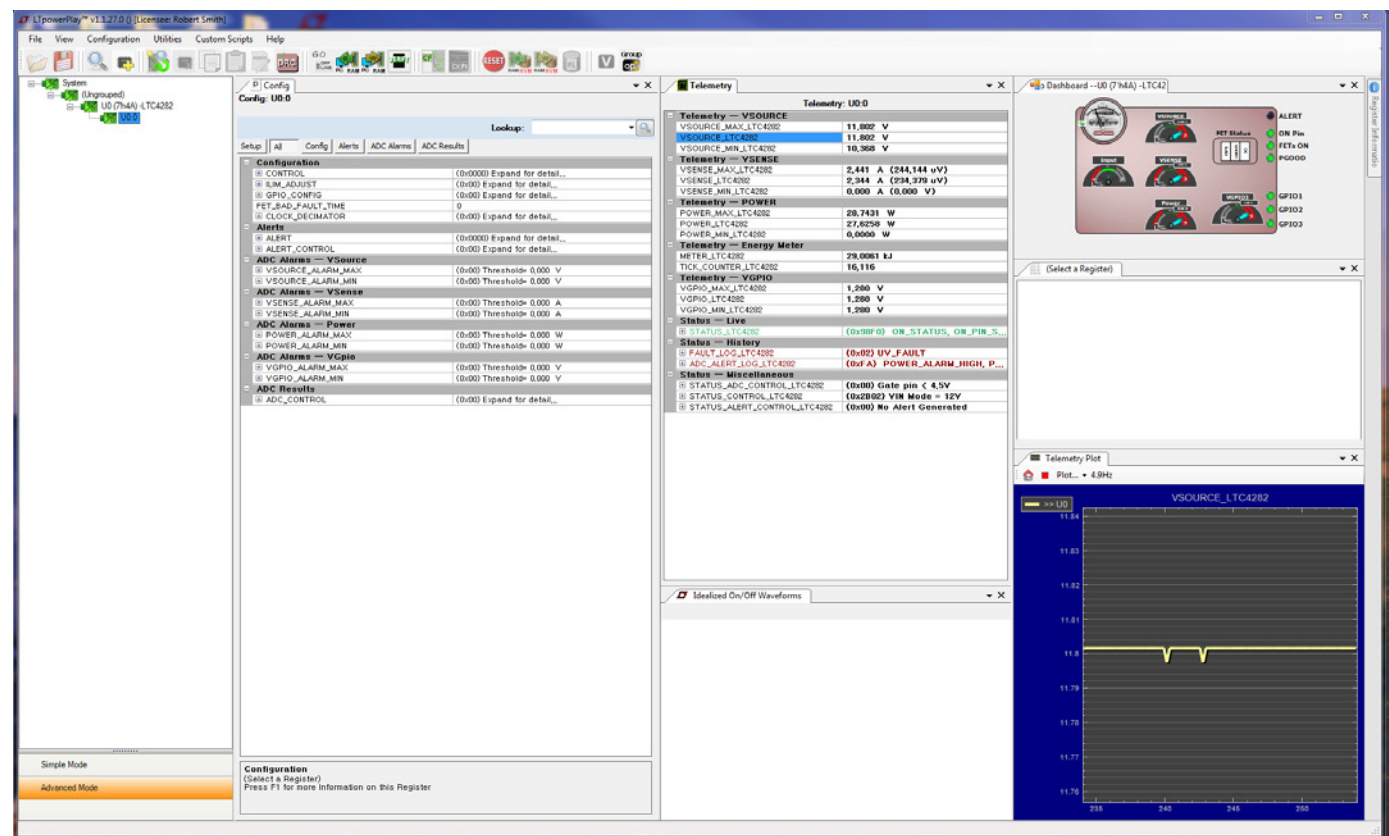 LTpowerPlay™ v1.1.27.0 () [Licensee: Robert Smith]
File View Configuration Utilities Custom Scripts Help
System
(Ungrouped)
U0 (7h4A) -LTC4282
U0:0
Simple Mode
Advanced Mode
Config
Config: U0:0
Lookup:
Setup All Config Alerts ADC Alarms ADC Results
Configuration
CONTROL (0x0000) Expand for detail...
ILIM_ADJUST (0x00) Expand for detail...
GPIO_CONFIG (0x00) Expand for detail...
FET_BAD_FAULT_TIME 0
CLOCK_DECIMATOR (0x00) Expand for detail...
Alerts
ALERT (0x0000) Expand for detail...
ALERT_CONTROL (0x00) Expand for detail...
ADC Alarms — VSource
VSOURCE_ALARM_MAX (0x00) Threshold= 0,000 V
VSOURCE_ALARM_MIN (0x00) Threshold= 0,000 V
ADC Alarms — VSense
VSENSE_ALARM_MAX (0x00) Threshold= 0,000 A
VSENSE_ALARM_MIN (0x00) Threshold= 0,000 A
ADC Alarms — Power
POWER_ALARM_MAX (0x00) Threshold= 0,000 W
POWER_ALARM_MIN (0x00) Threshold= 0,000 W
ADC Alarms — VGpio
VGPIO_ALARM_MAX (0x00) Threshold= 0,000 V
VGPIO_ALARM_MIN (0x00) Threshold= 0,000 V
ADC Results
ADC_CONTROL (0x00) Expand for detail...
Configuration
(Select a Register)
Press F1 for more Information on this Register
Telemetry
Telemetry: U0:0
Telemetry — VSOURCE
VSOURCE_MAX_LTC4282 11,802 V
VSOURCE_LTC4282 11,802 V
VSOURCE_MIN_LTC4282 10,368 V
Telemetry — VSENSE
VSENSE_MAX_LTC4282 2,441 A (244,144 uV)
VSENSE_LTC4282 2,344 A (234,379 uV)
VSENSE_MIN_LTC4282 0.000 A (0.000 V)
Telemetry — POWER
POWER_MAX_LTC4282 28,7431 W
POWER_LTC4282 27,6258 W
POWER_MIN_LTC4282 0,0000 W
Telemetry — Energy Meter
METER_LTC4282 29,0061 kJ
TICK_COUNTER_LTC4282 16,116
Telemetry — VGPIO
VGPIO_MAX_LTC4282 1,280 V
VGPIO_LTC4282 1.280 V
VGPIO_MIN_LTC4282 1,280 V
Status — Live
STATUS_LTC4282 (0x98F0) ON_STATUS, ON_PIN_S...
Status — History
FAULT_LOG_LTC4282 (0x02) UV_FAULT
ADC_ALERT_LOG_LTC4282 (0xFA) POWER_ALARM_HIGH, P...
Status — Miscellaneous
STATUS_ADC_CONTROL_LTC4282 (0x00) Gate pin < 4,5V
STATUS_CONTROL_LTC4282 (0x2B02) VIN Mode = 12V
STATUS_ALERT_CONTROL_LTC4282 (0x00) No Alert Generated
Idealized On/Off Waveforms
Dashboard --U0 (7'h4A) -LTC42
VSOURCE
Input
VSENSE
Power
VGPIO1
FET Status
ALERT
ON Pin
FETs ON
PGOOD
GPIO1
GPIO2
GPIO3
(Select a Register)
Telemetry Plot
Plot... 4.9Hz
VSOURCE_LTC4282
>> U0
11.84
11.83
11.82
11.81
11.8
11.79
11.78
11.77
11.76
235 240 245 250